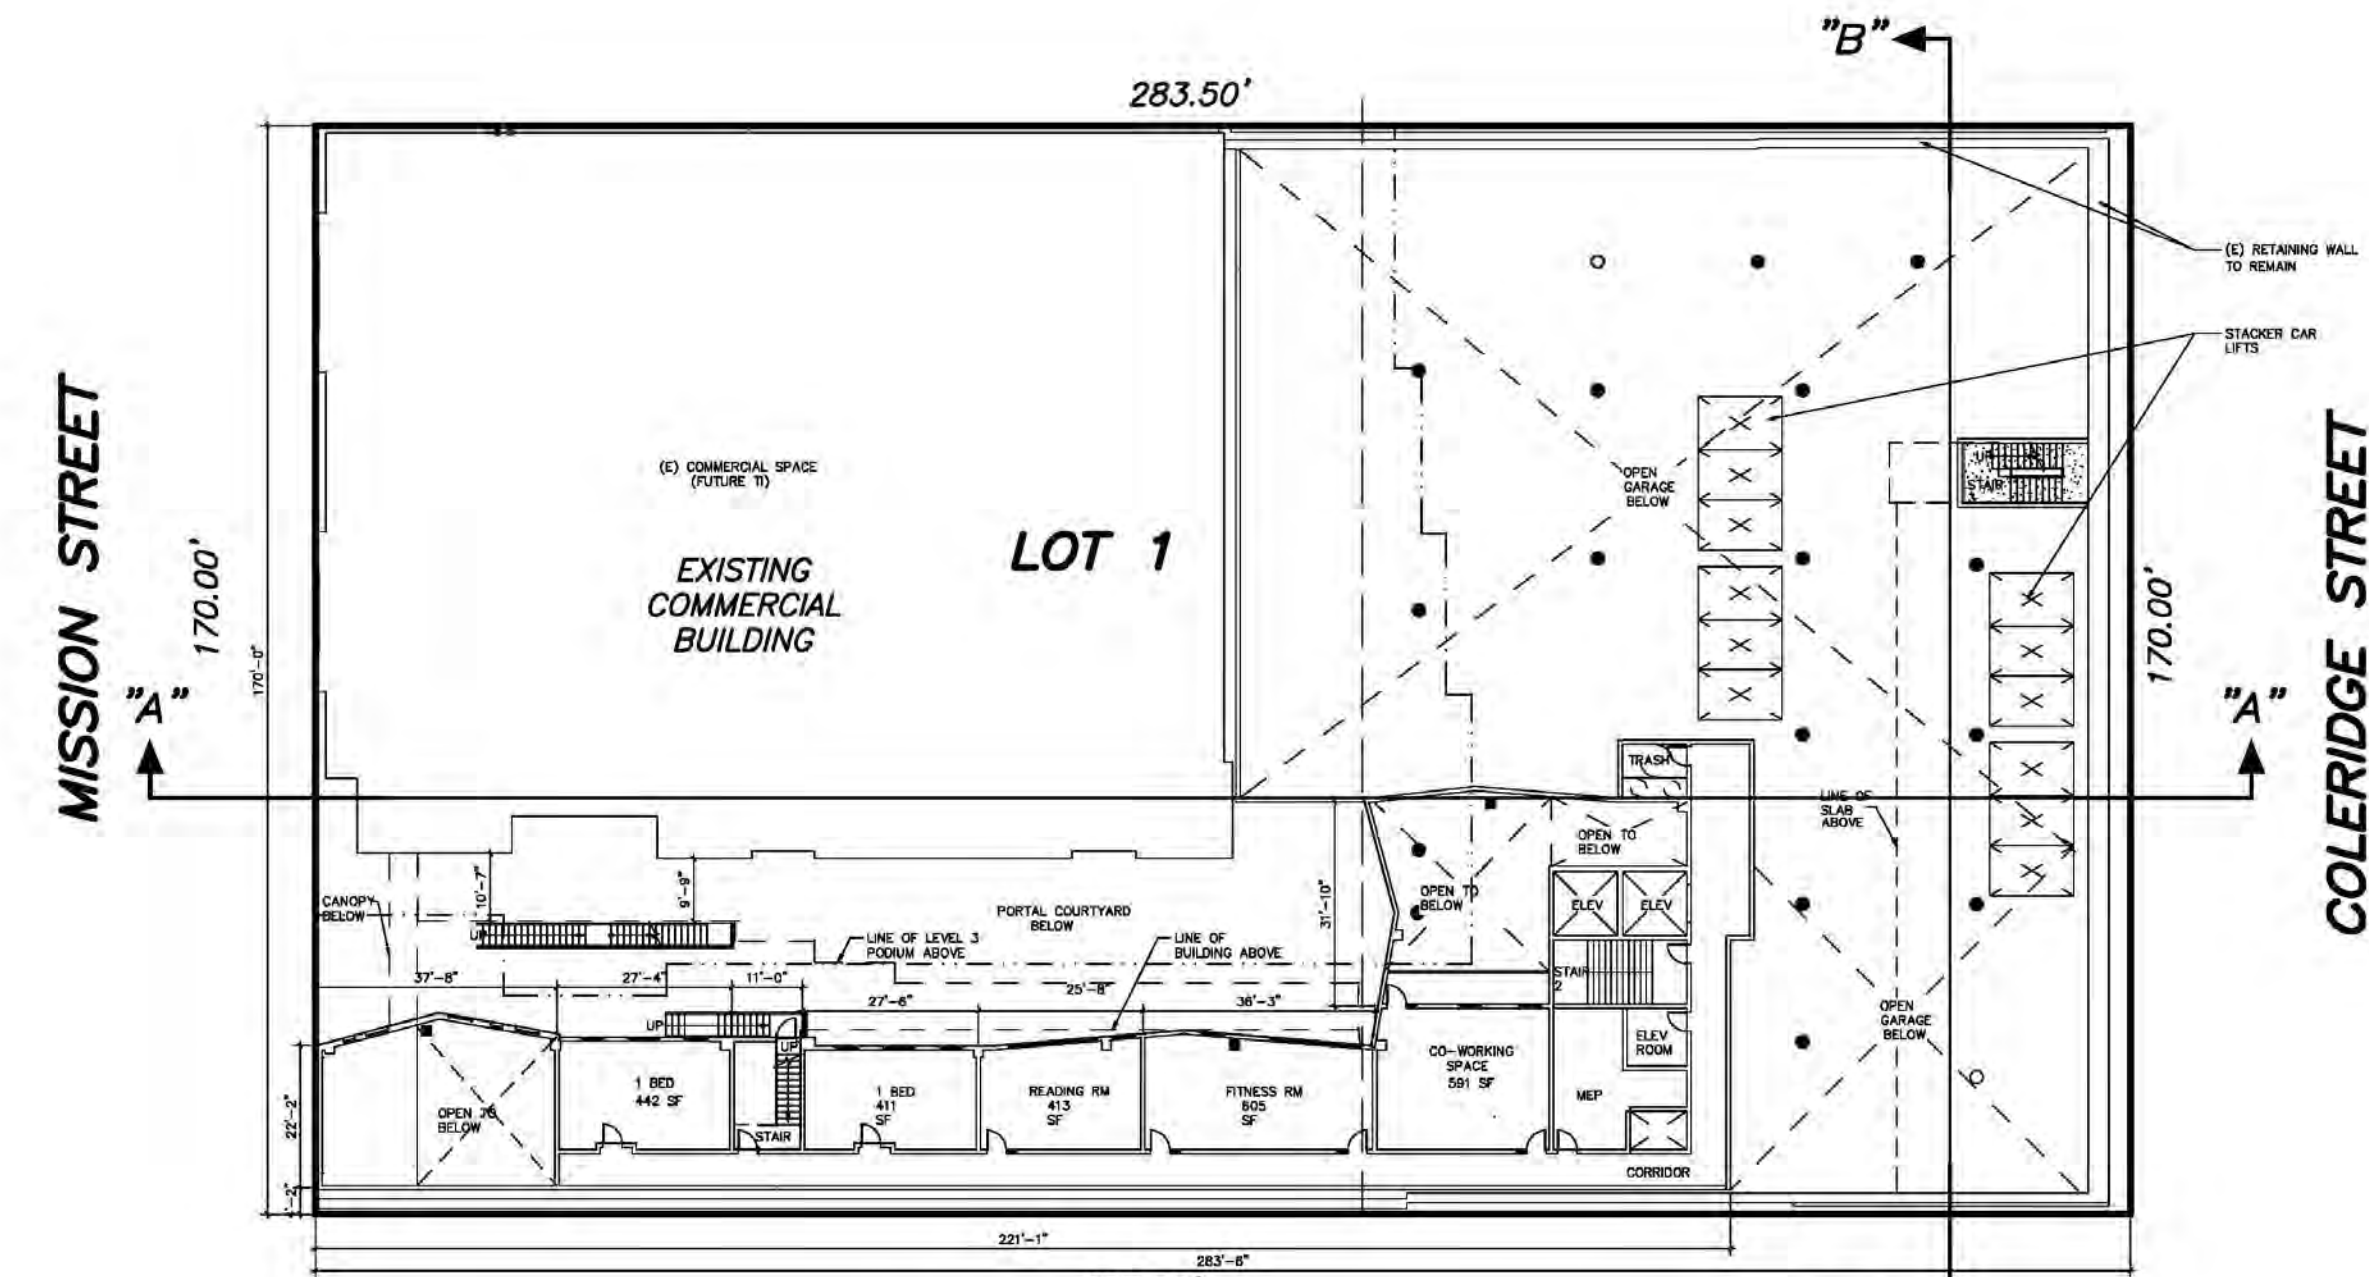 "B"
283.50'
(E) RETAINING WALL
TO REMAIN
STACKER CAR
LIFTS
MISSION STREET
170.00'
170'-0"
(E) COMMERCIAL SPACE
(FUTURE TI)
LOT 1
EXISTING
COMMERCIAL
BUILDING
OPEN
GARAGE
BELOW
UP
STAIR
170.00'
COLERIDGE STREET
"A"
"A"
TRASH
LINE OF
SLAB
ABOVE
OPEN TO
BELOW
10'-7"
9'-9"
CANOPY
BELOW
UP
PORTAL COURTYARD
BELOW
31'-10"
OPEN TO
BELOW
ELEV
ELEV
LINE OF LEVEL 3
PODIUM ABOVE
LINE OF
BUILDING ABOVE
37'-8"
27'-4"
11'-0"
27'-6"
25'-8"
36'-3"
STAIR
2
OPEN
GARAGE
BELOW
UP
UP
ELEV
ROOM
1 BED
442 SF
1 BED
411
SF
READING RM
413
SF
FITNESS RM
605
SF
CO-WORKING
SPACE
591 SF
MEP
OPEN TO
BELOW
22'-2"
STAIR
CORRIDOR
221'-1"
283'-6"